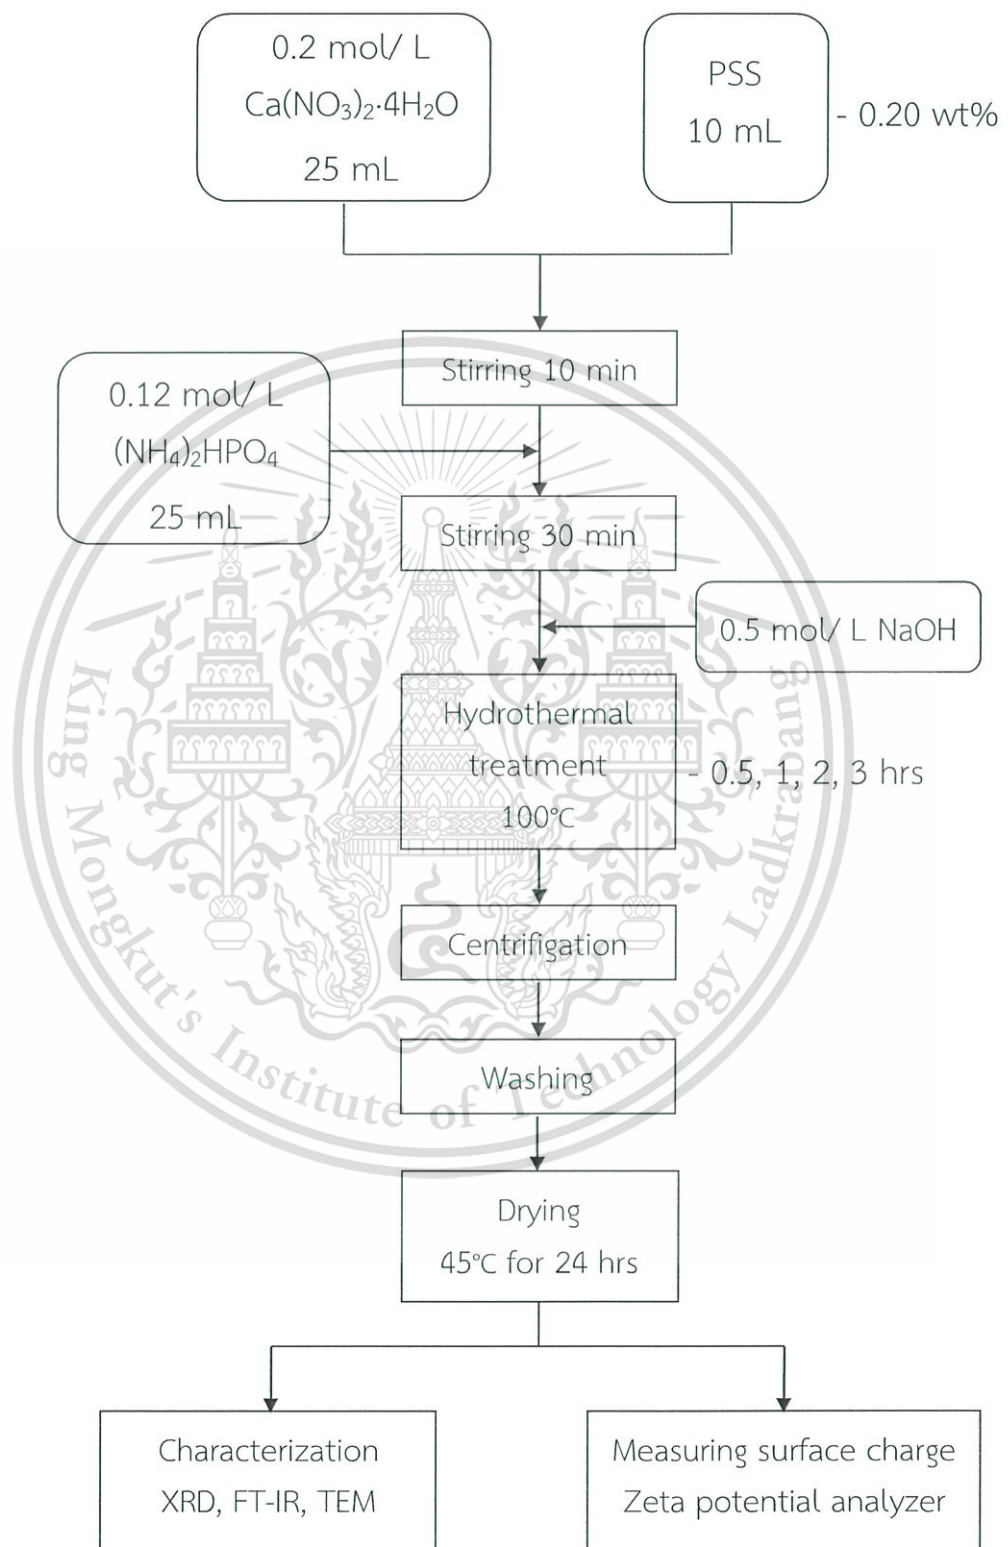 0.2 mol/ L
Ca(NO₃)₂·4H₂O
25 mL
PSS
10 mL
- 0.20 wt%
Stirring 10 min
0.12 mol/ L
(NH₄)₂HPO₄
25 mL
Stirring 30 min
0.5 mol/ L NaOH
Hydrothermal
treatment
100°C
- 0.5, 1, 2, 3 hrs
Centrifigation
Washing
Drying
45°C for 24 hrs
Characterization
XRD, FT-IR, TEM
Measuring surface charge
Zeta potential analyzer
King Mongkut's Institute of Technology Ladkrabang